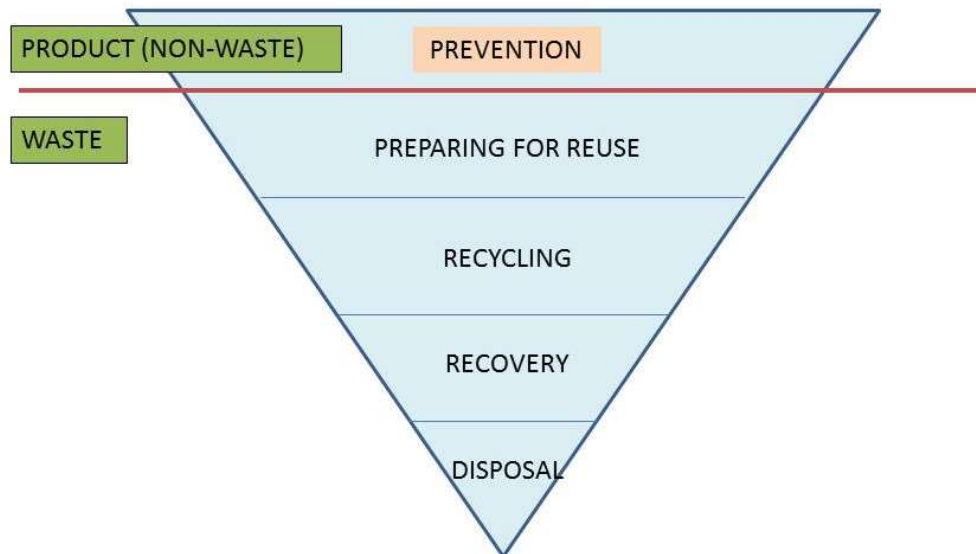 PRODUCT (NON-WASTE)
PREVENTION
WASTE
PREPARING FOR REUSE
RECYCLING
RECOVERY
DISPOSAL